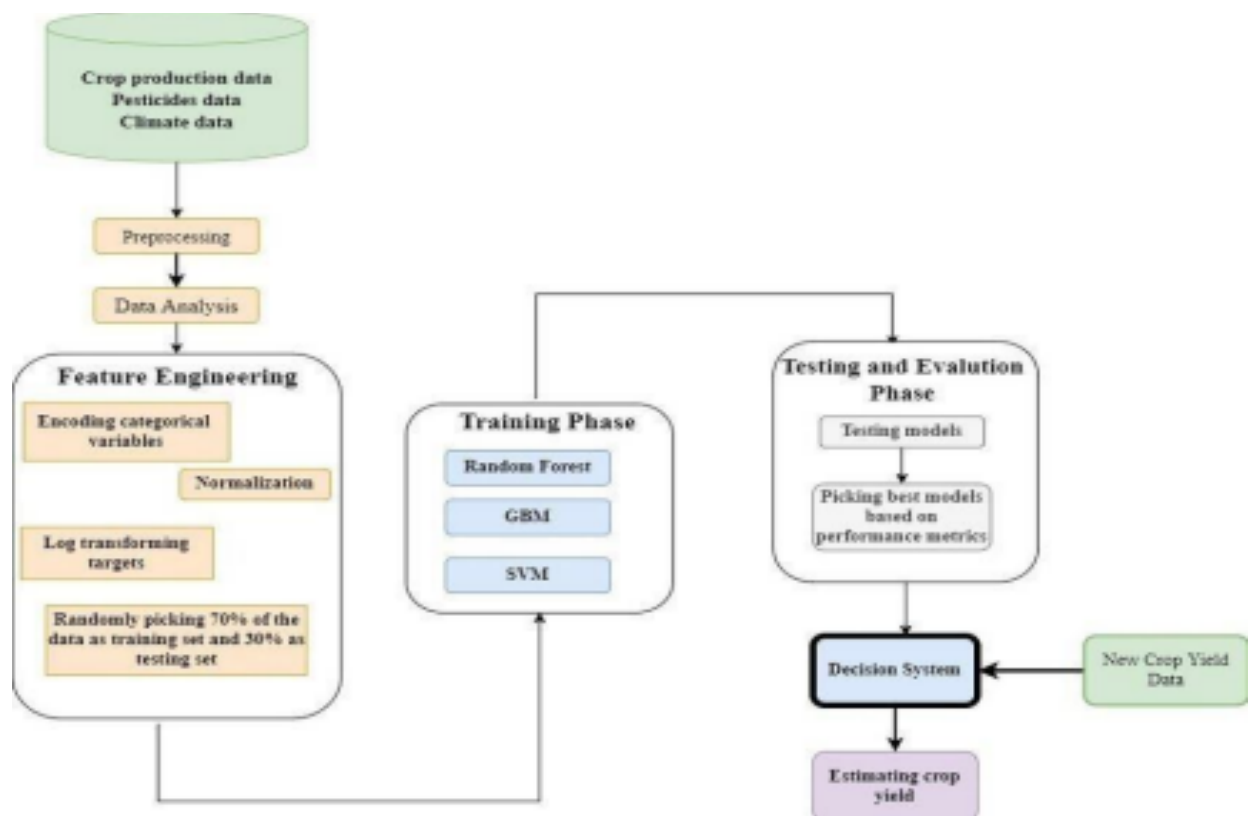 Crop production data
Pesticides data
Climate data
Preprocessing
Data Analysis
Feature Engineering
Encoding categorical
variables
Normalization
Log transforming
targets
Randomly picking 70% of the
data as training set and 30% as
testing set
Training Phase
Random Forest
GBM
SVM
Testing and Evalution
Phase
Testing models
Picking best models
based on
performance metrics
Decision System
New Crop Yield
Data
Estimating crop
yield